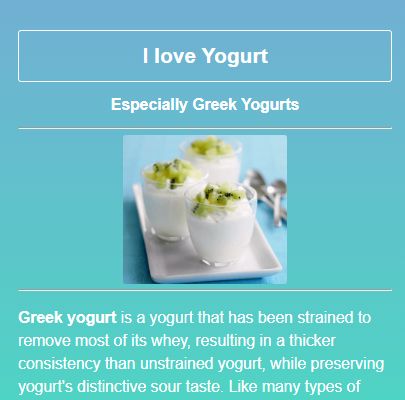 I love Yogurt
Especially Greek Yogurts
Greek yogurt is a yogurt that has been strained to
remove most of its whey, resulting in a thicker
consistency than unstrained yogurt, while preserving
yogurt's distinctive sour taste. Like many types of